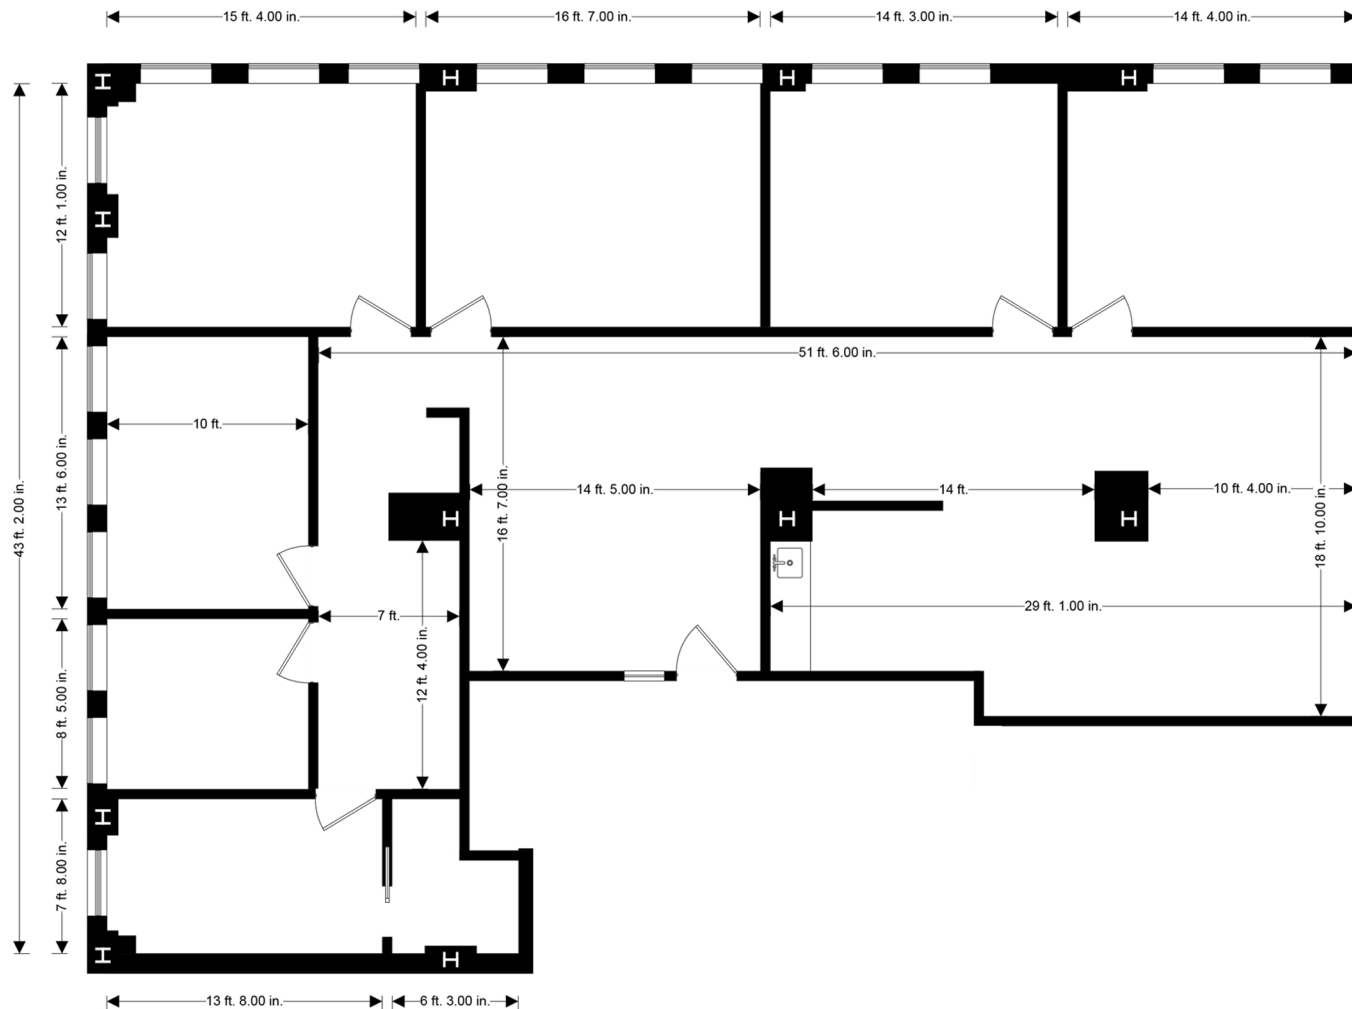 15 ft. 4.00 in.
16 ft. 7.00 in.
14 ft. 3.00 in.
14 ft. 4.00 in.
H
H
H
H
12 ft. 1.00 in.
H
51 ft. 6.00 in.
10 ft.
13 ft. 6.00 in.
43 ft. 2.00 in.
14 ft. 5.00 in.
16 ft. 7.00 in.
14 ft.
10 ft. 4.00 in.
H
H
H
18 ft. 10.00 in.
7 ft.
29 ft. 1.00 in.
12 ft. 4.00 in.
8 ft. 5.00 in.
H
7 ft. 8.00 in.
H
H
13 ft. 8.00 in.
6 ft. 3.00 in.